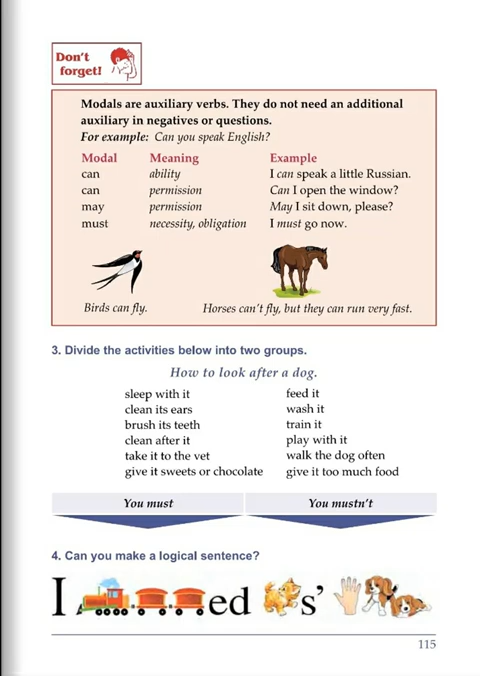 Don't
forget!
Modals are auxiliary verbs. They do not need an additional
auxiliary in negatives or questions.
For example: Can you speak English?
Modal Meaning Example
can ability I can speak a little Russian.
can permission Can I open the window?
may permission May I sit down, please?
must necessity, obligation I must go now.
Birds can fly. Horses can't fly, but they can run very fast.
3. Divide the activities below into two groups.
How to look after a dog.
sleep with it feed it
clean its ears wash it
brush its teeth train it
clean after it play with it
take it to the vet walk the dog often
give it sweets or chocolate give it too much food
You must You mustn't
4. Can you make a logical sentence?
I ed s'
115